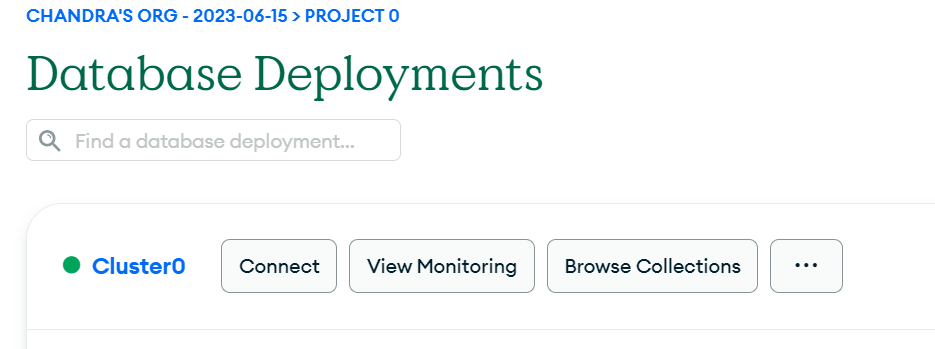 CHANDRA'S ORG - 2023-06-15 > PROJECT 0
Database Deployments
Find a database deployment...
Cluster0 Connect View Monitoring Browse Collections ...